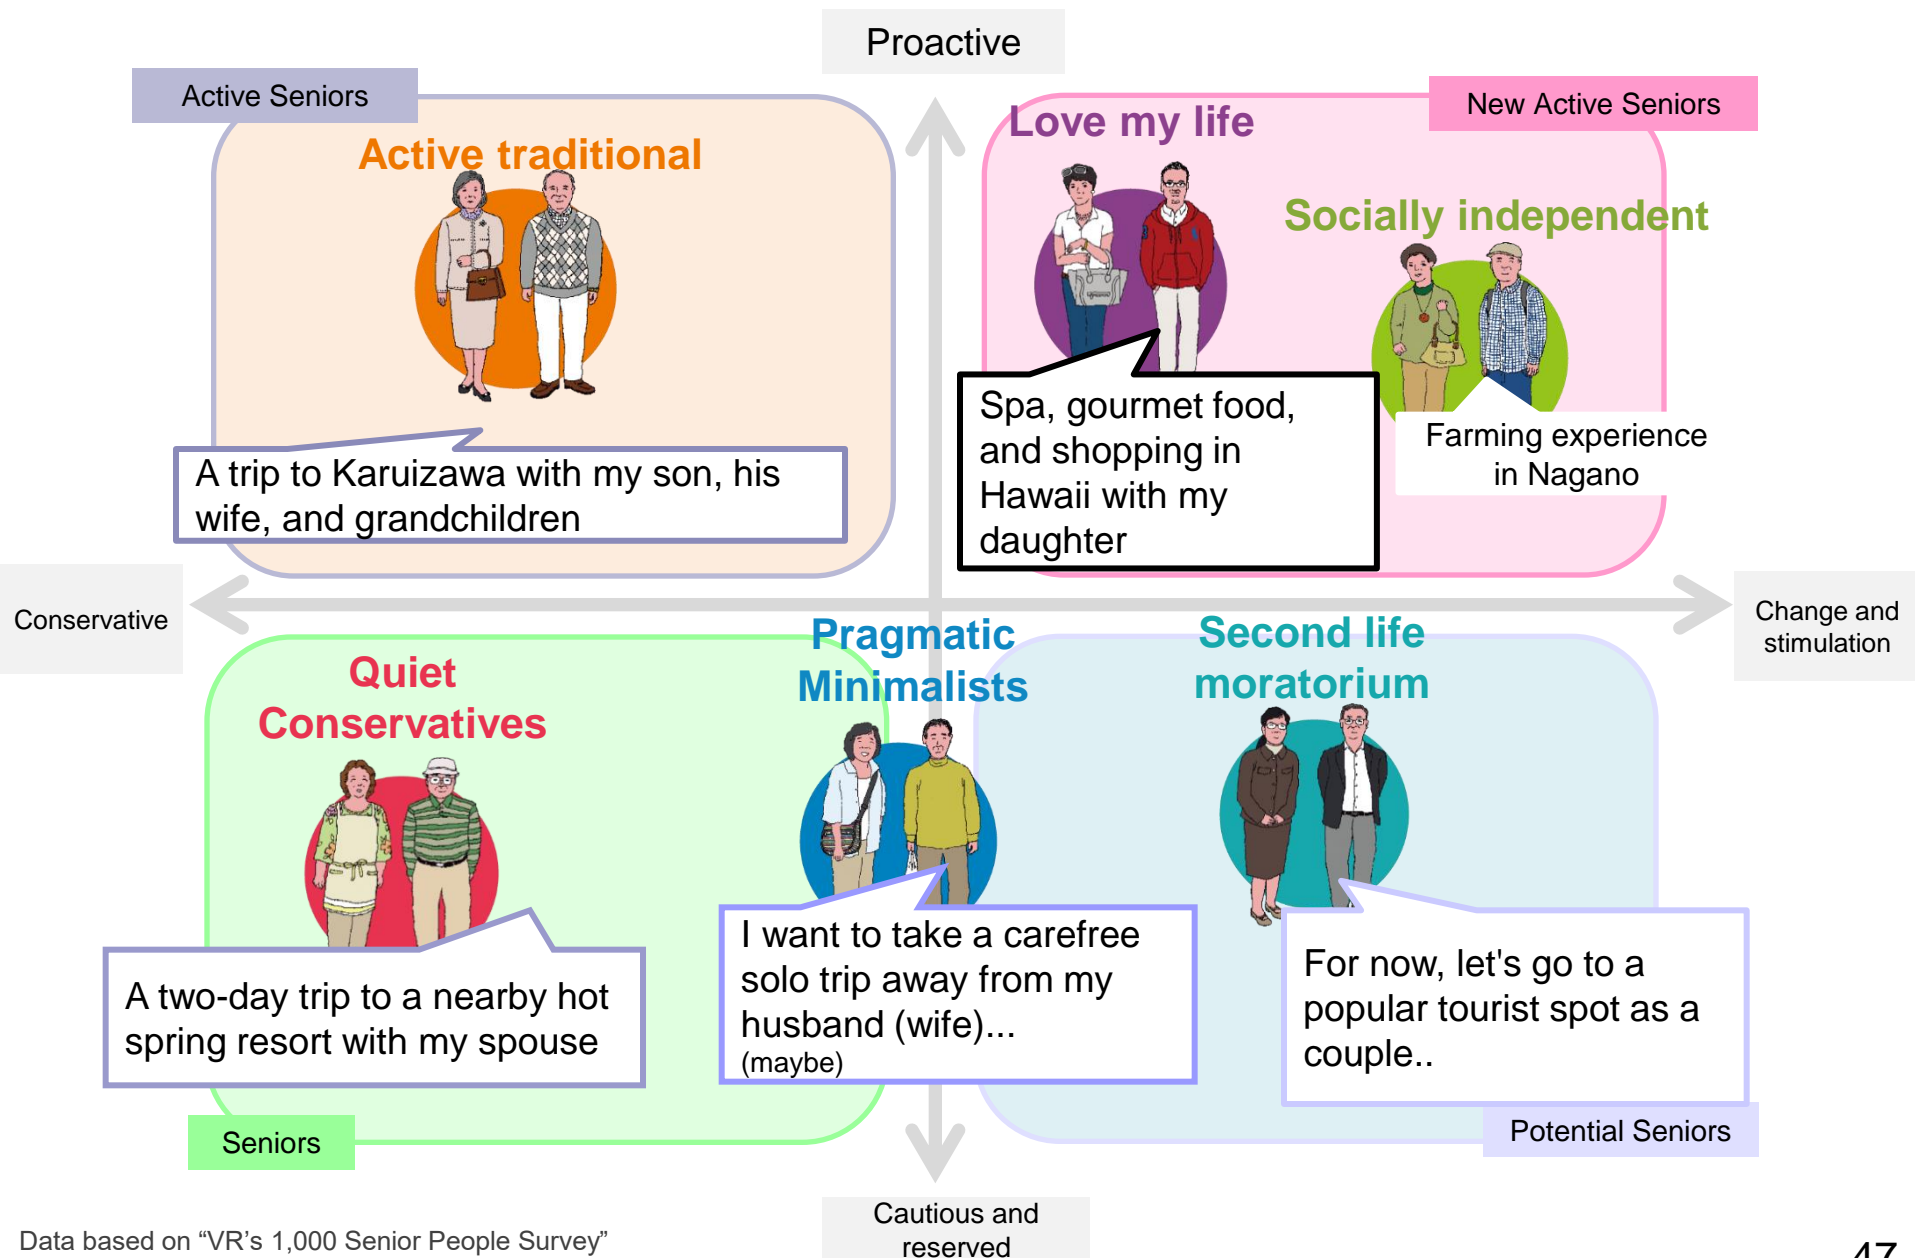 Proactive
Active Seniors
New Active Seniors
Active traditional
Love my life
Socially independent
A trip to Karuizawa with my son, his
wife, and grandchildren
Spa, gourmet food,
and shopping in
Hawaii with my
daughter
Farming experience
in Nagano
Conservative
Change and
stimulation
Quiet
Conservatives
Pragmatic
Minimalists
Second life
moratorium
A two-day trip to a nearby hot
spring resort with my spouse
I want to take a carefree
solo trip away from my
husband (wife)...
(maybe)
For now, let's go to a
popular tourist spot as a
couple..
Seniors
Potential Seniors
Cautious and
reserved
Data based on “VR’s 1,000 Senior People Survey”
47